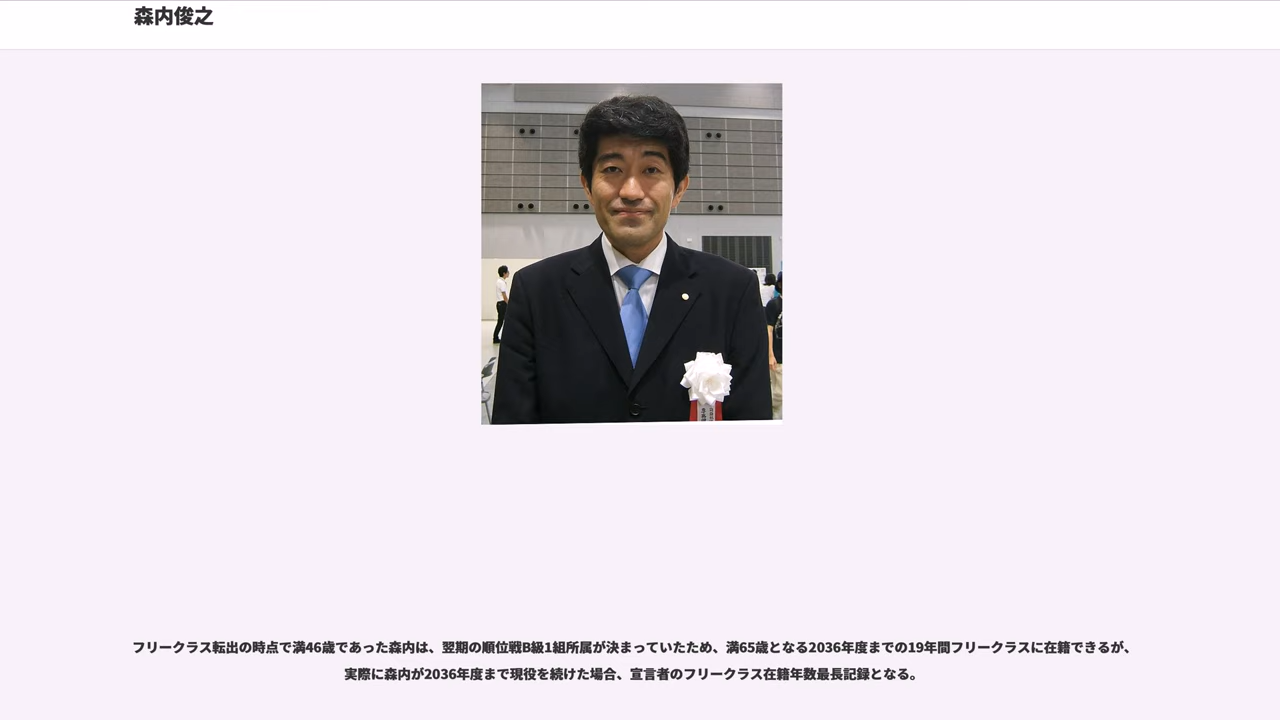 森内俊之
フリークラス転出の時点で満46歳であった森内は、翌期の順位戦B級1組所属が決まっていたため、満65歳となる2036年度までの19年間フリークラスに在籍できるが、
実際に森内が2036年度まで現役を続けた場合、宣言者のフリークラス在籍年数最長記録となる。